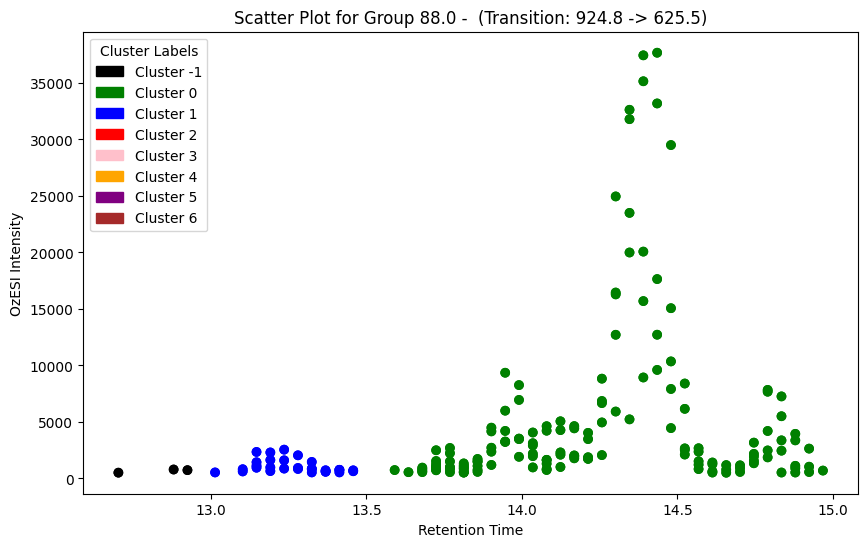 Scatter Plot for Group 88.0 -  (Transition: 924.8 -> 625.5)
Cluster Labels
Cluster -1
Cluster 0
Cluster 1
Cluster 2
Cluster 3
Cluster 4
Cluster 5
Cluster 6
OzESI Intensity
35000
30000
25000
20000
15000
10000
5000
0
13.0 13.5 14.0 14.5 15.0
Retention Time